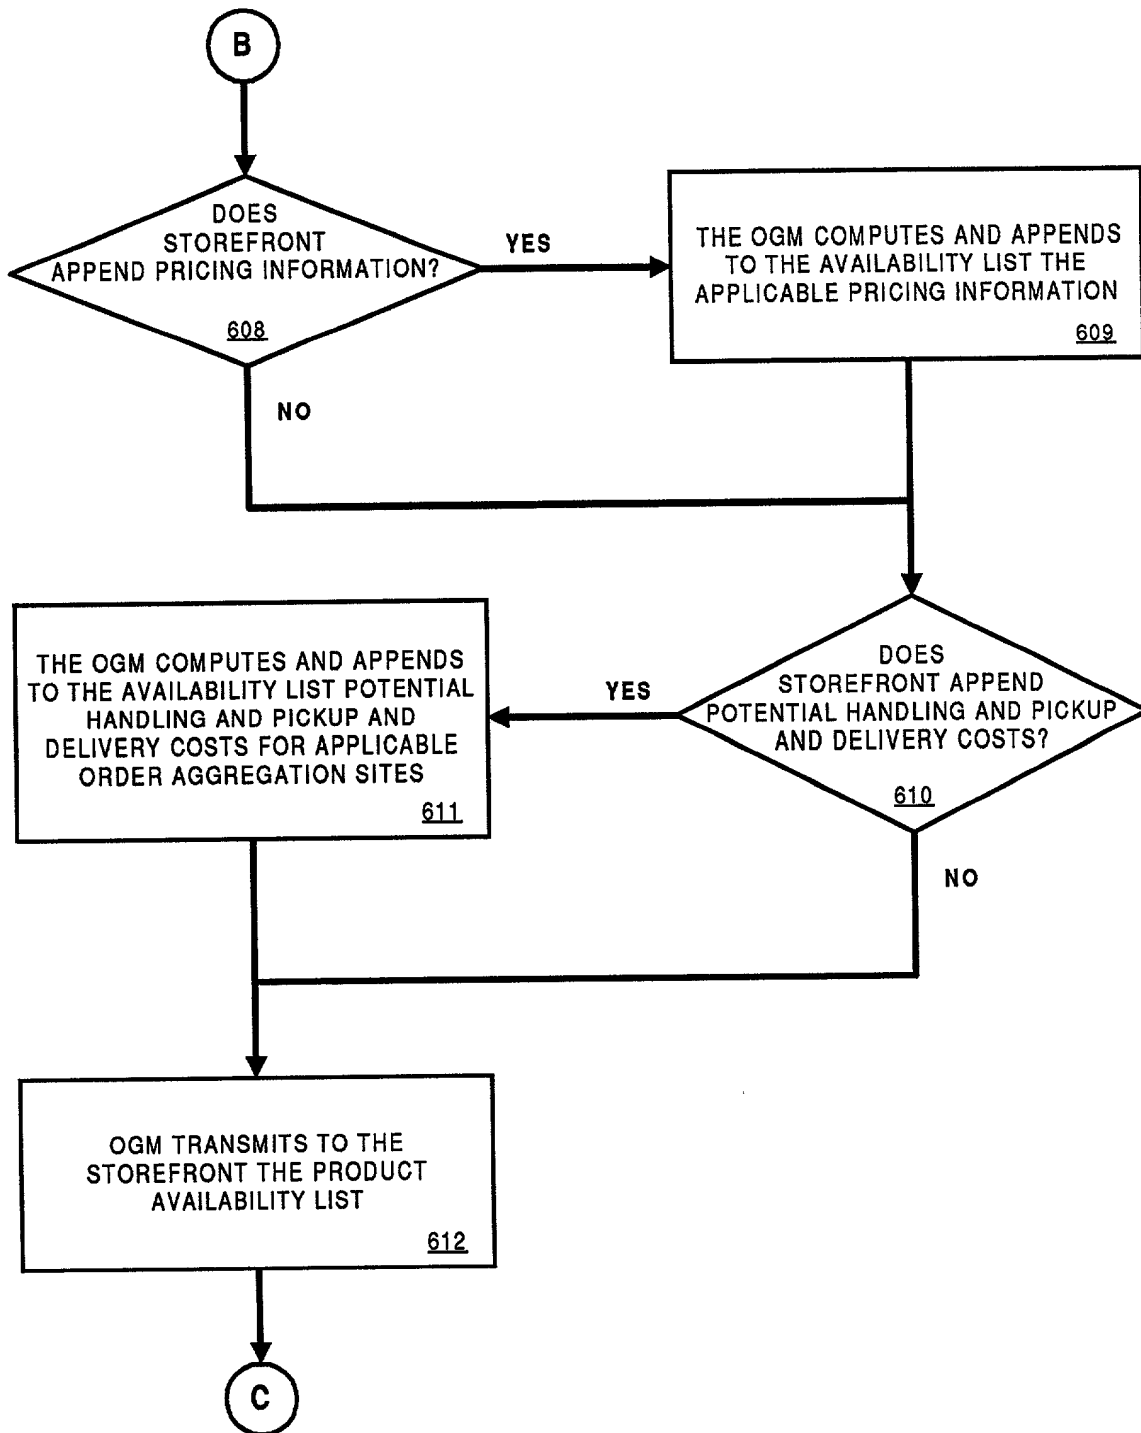 B
DOES
STOREFRONT
APPEND PRICING INFORMATION?
608
YES
THE OGM COMPUTES AND APPENDS
TO THE AVAILABILITY LIST THE
APPLICABLE PRICING INFORMATION
609
NO
DOES
STOREFRONT APPEND
POTENTIAL HANDLING AND PICKUP
AND DELIVERY COSTS?
610
YES
THE OGM COMPUTES AND APPENDS
TO THE AVAILABILITY LIST POTENTIAL
HANDLING AND PICKUP AND
DELIVERY COSTS FOR APPLICABLE
ORDER AGGREGATION SITES
611
NO
OGM TRANSMITS TO THE
STOREFRONT THE PRODUCT
AVAILABILITY LIST
612
C